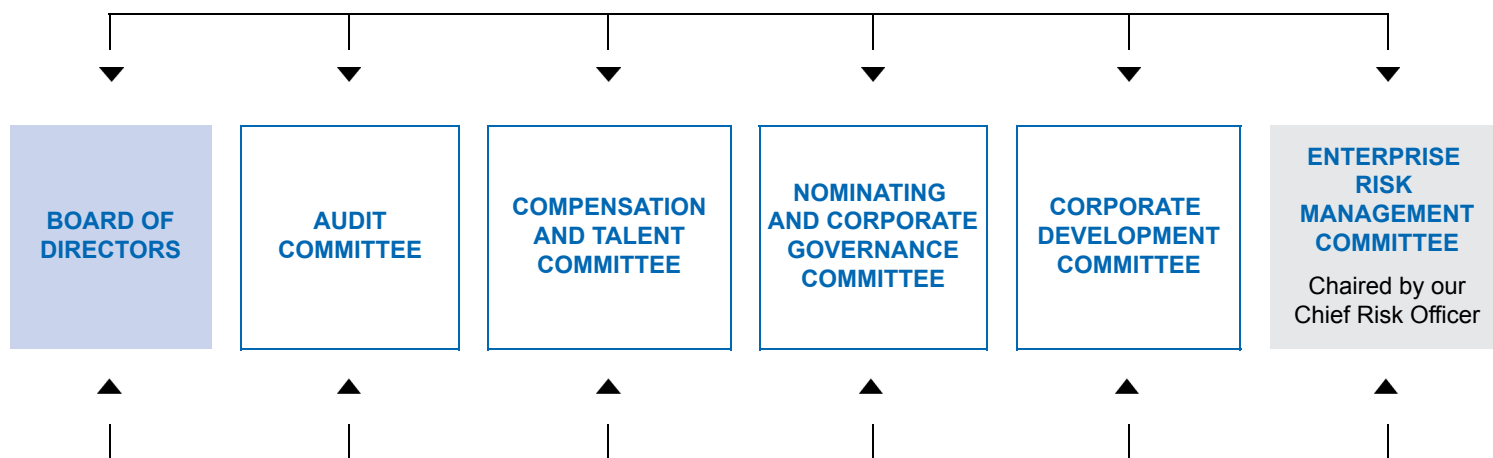 BOARD OF
DIRECTORS
AUDIT
COMMITTEE
COMPENSATION
AND TALENT
COMMITTEE
NOMINATING
AND CORPORATE
GOVERNANCE
COMMITTEE
CORPORATE
DEVELOPMENT
COMMITTEE
ENTERPRISE
RISK
MANAGEMENT
COMMITTEE
Chaired by our
Chief Risk Officer